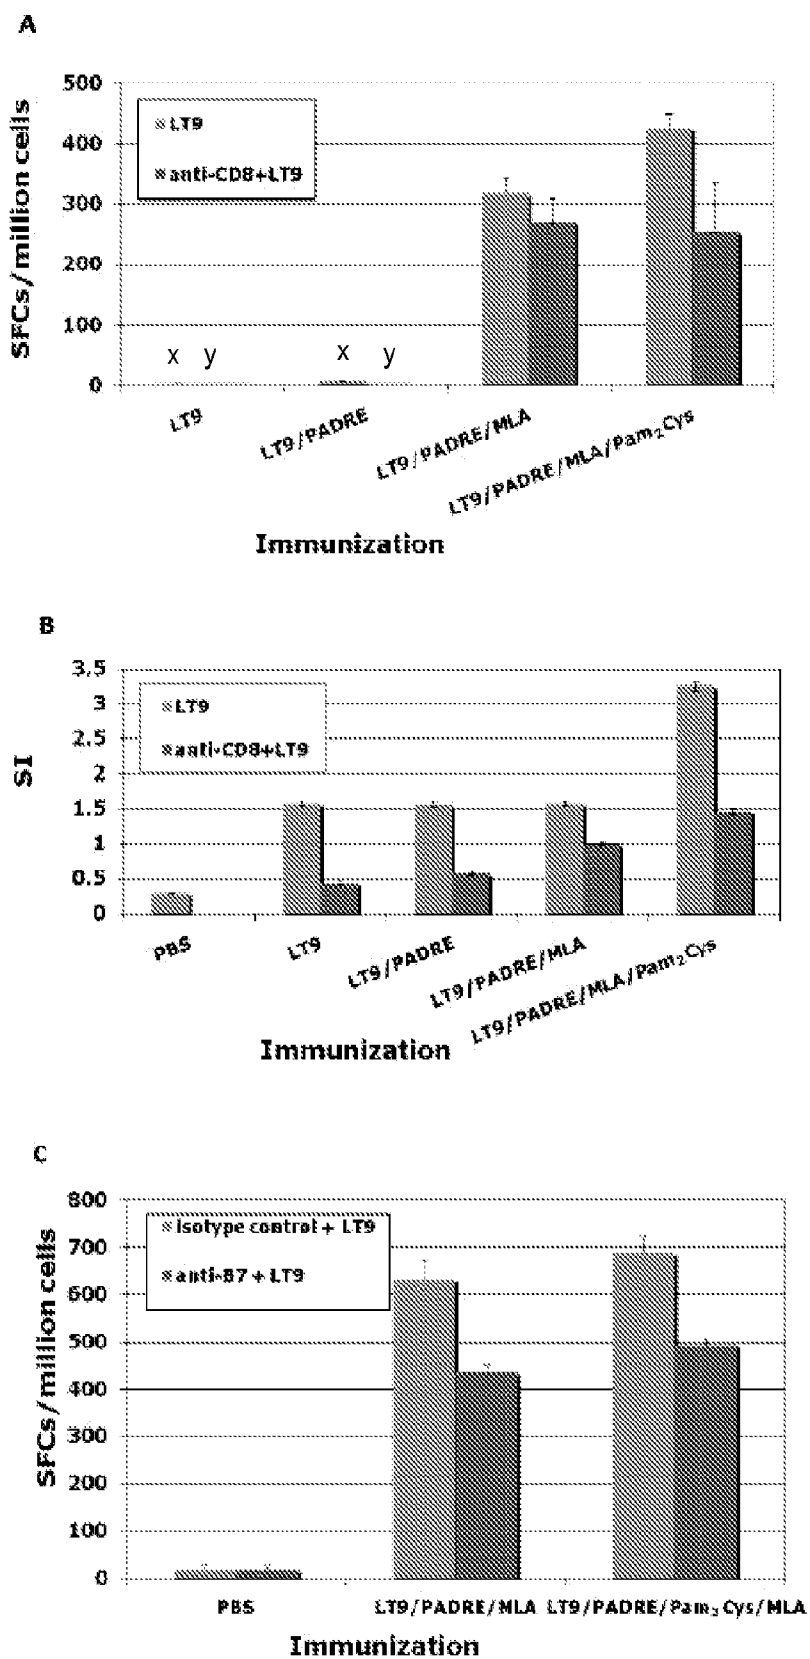 A
500
400
300
200
100
0
SFCs/million cells
LT9
anti-CD8+LT9
x y x y
LT9
LT9/PADRE
LT9/PADRE/MLA
LT9/PADRE/MLA/Pam₂Cys
Immunization
B
3.5
3
2.5
2
1.5
1
0.5
0
SI
LT9
anti-CD8+LT9
PBS
LT9
LT9/PADRE
LT9/PADRE/MLA
LT9/PADRE/MLA/Pam₂Cys
Immunization
C
800
700
600
500
400
300
200
100
0
SFCs/million cells
isotype control + LT9
anti-B7 + LT9
PBS LT9/PADRE/MLA LT9/PADRE/Pam₂Cys/MLA
Immunization